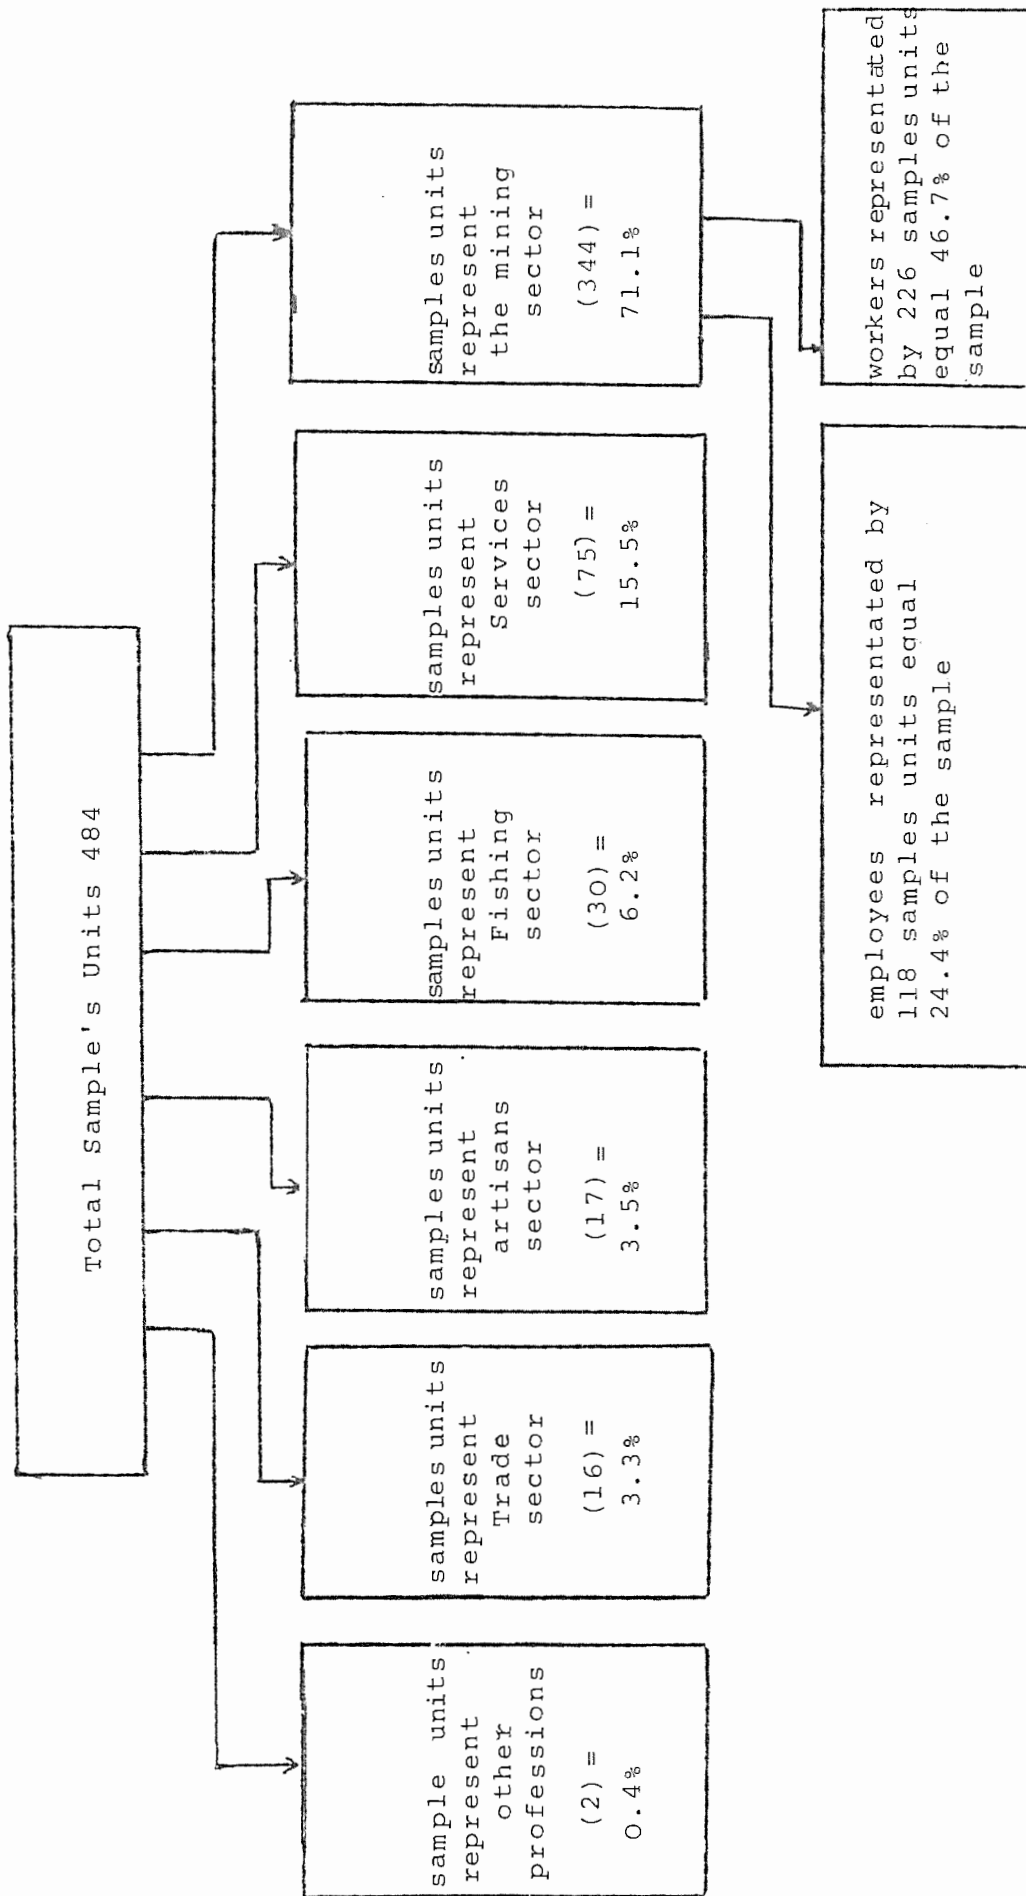 Total Sample's Units 484
sample units
represent
other
professions
(2) =
0.4%
samples units
represent
Trade
sector
(16) =
3.3%
samples units
represent
artisans
sector
(17) =
3.5%
samples units
represent
Fishing
sector
(30) =
6.2%
samples units
represent
Services
sector
(75) =
15.5%
samples units
represent
the mining
sector
(344) =
71.1%
employees representated by
118 samples units equal
24.4% of the sample
workers representated
by 226 samples units
equal 46.7% of the
sample